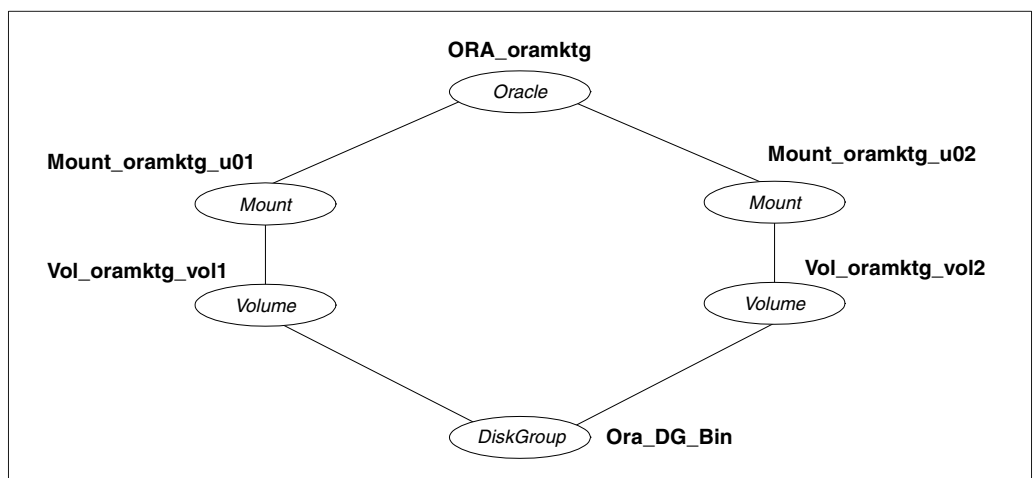 ORA_oramktg
Oracle
Mount_oramktg_u01
Mount_oramktg_u02
Mount
Mount
Vol_oramktg_vol1
Vol_oramktg_vol2
Volume
Volume
DiskGroup
Ora_DG_Bin